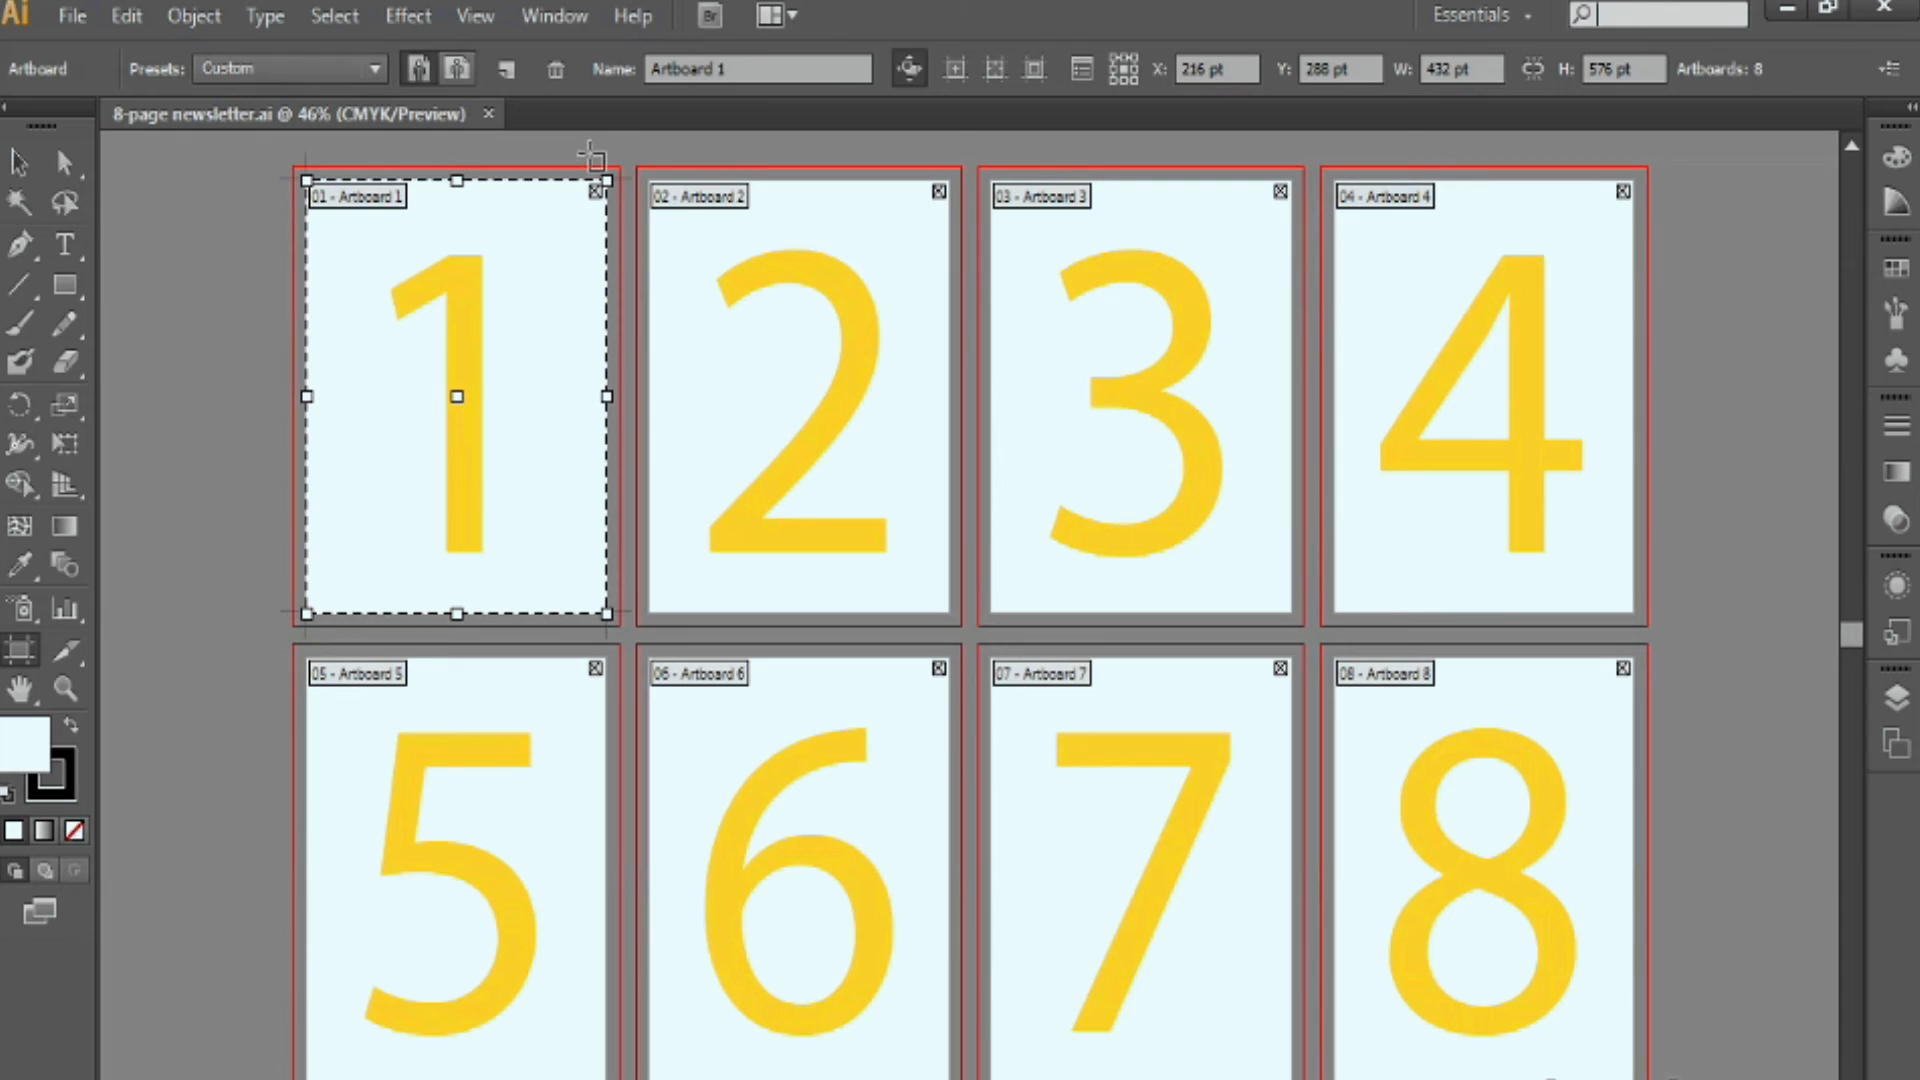 Ai File Edit Object Type Select Effect View Window Help Br Essentials
Artboard Presets: Custom Name: Artboard 1 X: 216 pt Y: 288 pt W: 432 pt H: 576 pt Artboards: 8
8-page newsletter.ai @ 46% (CMYK/Preview)
01 - Artboard 1 02 - Artboard 2 03 - Artboard 3 04 - Artboard 4
1 2 3 4
05 - Artboard 5 06 - Artboard 6 07 - Artboard 7 08 - Artboard 8
5 6 7 8